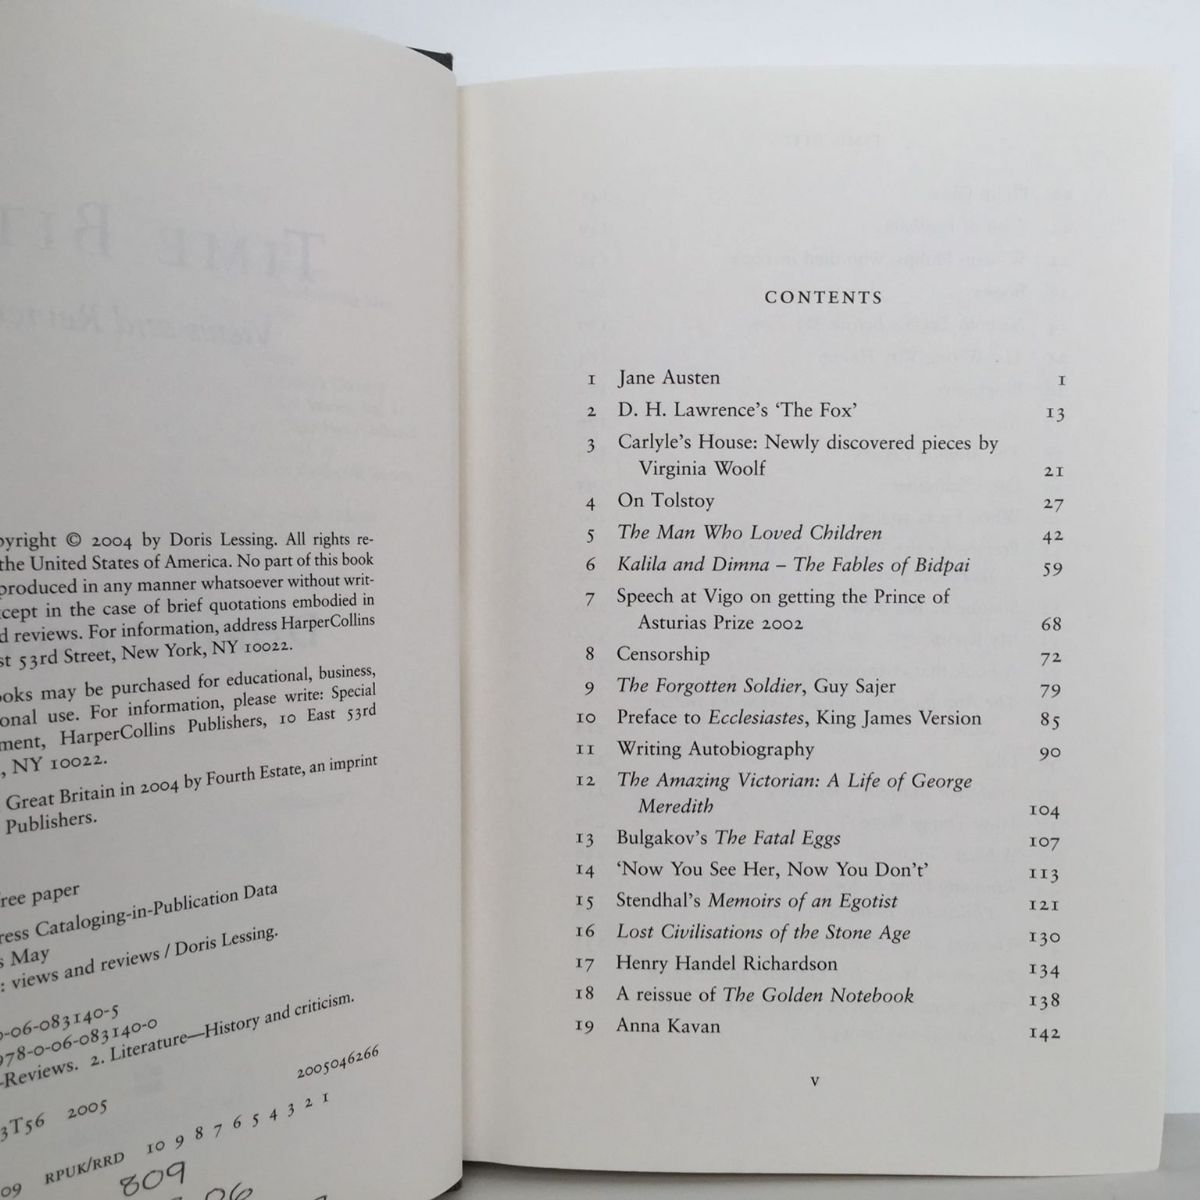 TIME BIT
Views and
opyright © 2004 by Doris Lessing. All rights re-
the United States of America. No part of this book
produced in any manner whatsoever without writ-
cept in the case of brief quotations embodied in
d reviews. For information, address HarperCollins
st 53rd Street, New York, NY 10022.
ooks may be purchased for educational, business,
onal use. For information, please write: Special
ment, HarperCollins Publishers, 10 East 53rd
, NY 10022.
Great Britain in 2004 by Fourth Estate, an imprint
Publishers.
ree paper
ress Cataloging-in-Publication Data
s May
: views and reviews / Doris Lessing.
0-06-083140-5
978-0-06-083140-0
-Reviews. 2. Literature—History and criticism.
2005046266
3T56 2005
09 RPUK/RRD 10 9 8 7 6 5 4 3 2 1
809
06
CONTENTS
1 Jane Austen 1
2 D. H. Lawrence's ‘The Fox’ 13
3 Carlyle's House: Newly discovered pieces by
Virginia Woolf 21
4 On Tolstoy 27
5 The Man Who Loved Children 42
6 Kalila and Dimna – The Fables of Bidpai 59
7 Speech at Vigo on getting the Prince of
Asturias Prize 2002 68
8 Censorship 72
9 The Forgotten Soldier, Guy Sajer 79
10 Preface to Ecclesiastes, King James Version 85
11 Writing Autobiography 90
12 The Amazing Victorian: A Life of George
Meredith 104
13 Bulgakov's The Fatal Eggs 107
14 ‘Now You See Her, Now You Don't’ 113
15 Stendhal's Memoirs of an Egotist 121
16 Lost Civilisations of the Stone Age 130
17 Henry Handel Richardson 134
18 A reissue of The Golden Notebook 138
19 Anna Kavan 142
v